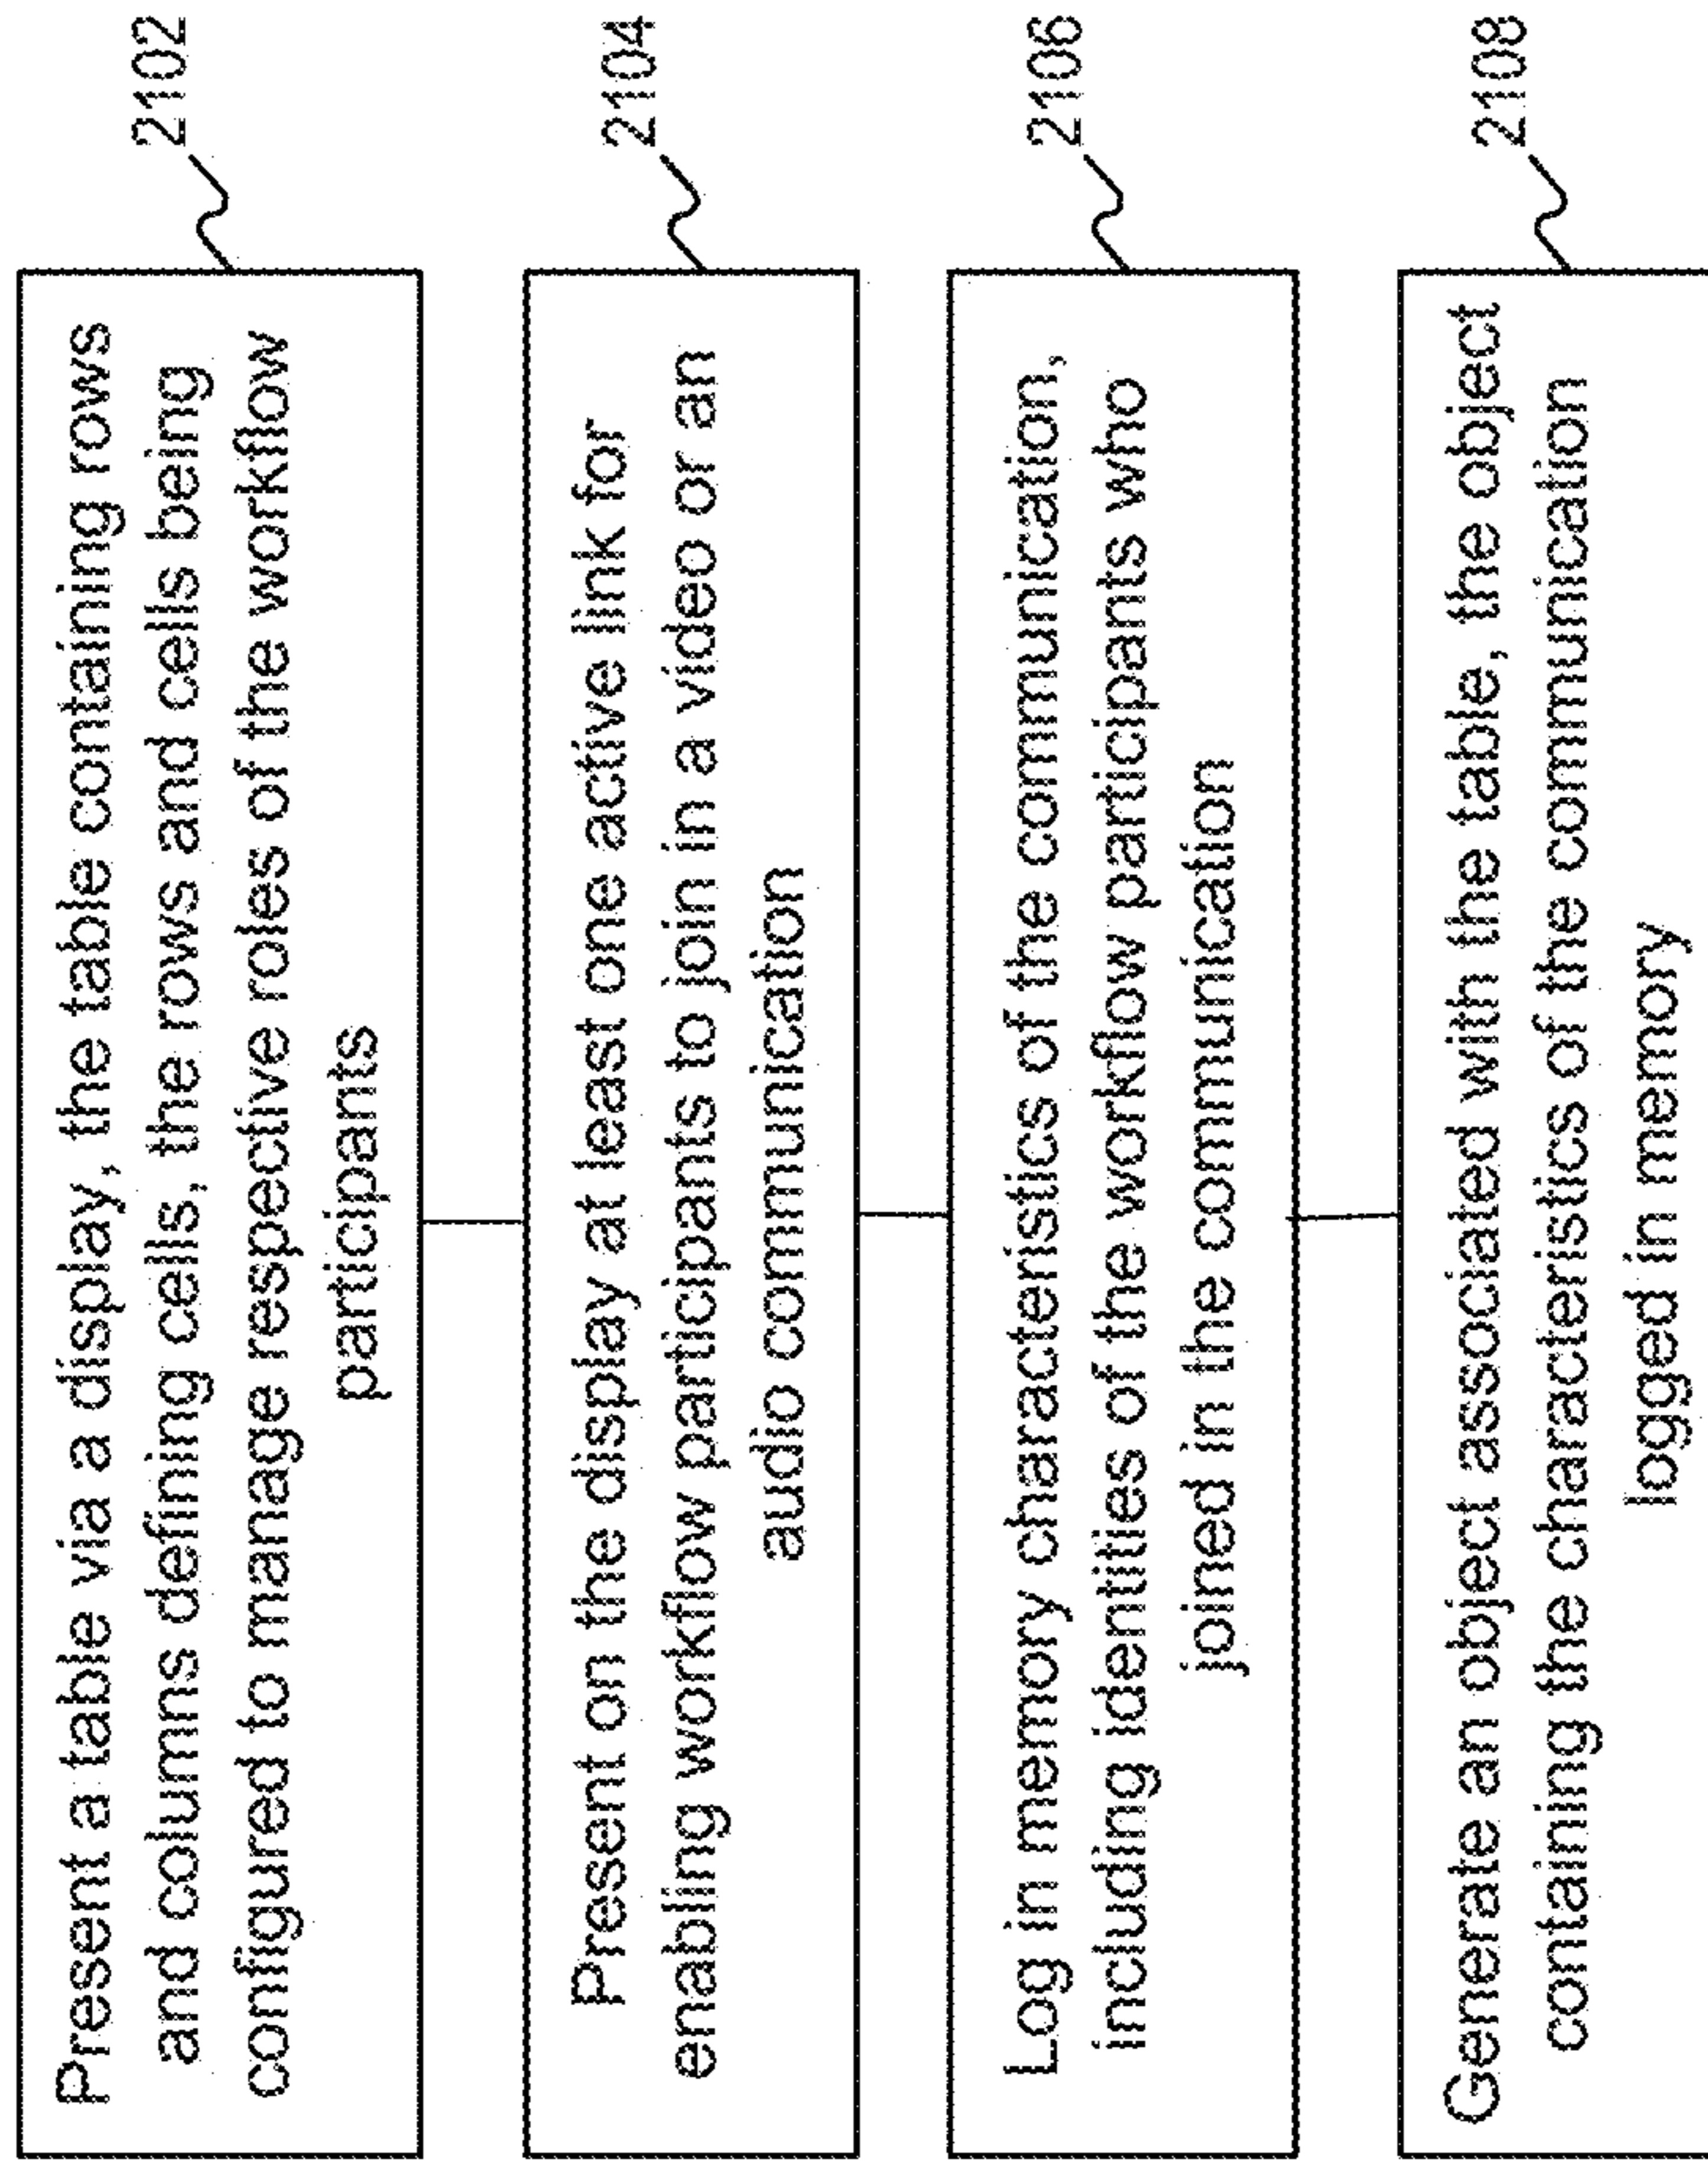 Present a table via a display, the table containing rows
and columns defining cells, the rows and cells being
configured to manage respective roles of the workflow
participants
2102
Present on the display at least one active link for
enabling workflow participants to join in a video or an
audio communication
2104
Log in memory characteristics of the communication,
including identities of the workflow participants who
joined in the communication
2106
Generate an object associated with the table, the object
containing the characteristics of the communication
logged in memory
2108